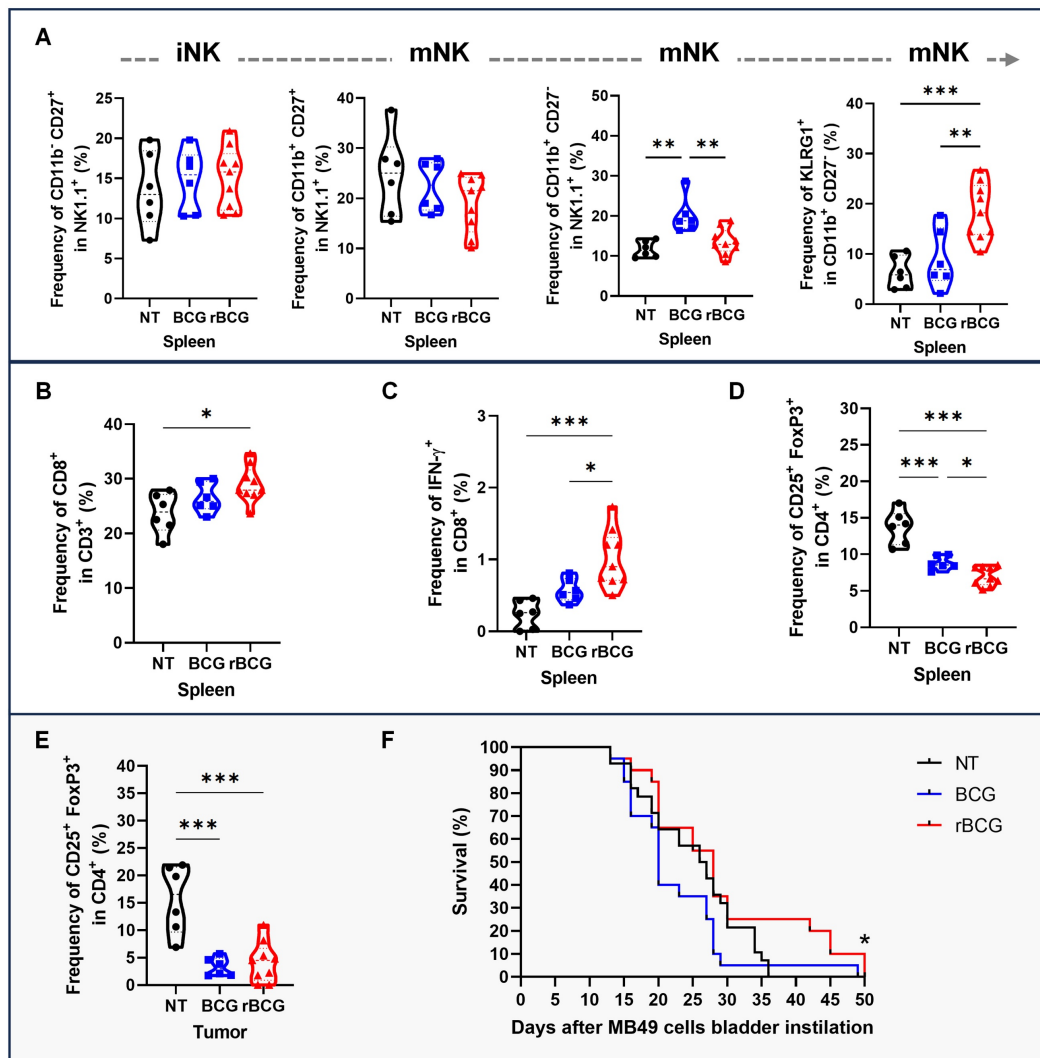 A
iNK
mNK
mNK
mNK
Frequency of CD11b⁻ CD27⁺
in NK1.1⁺ (%)
25
20
15
10
5
0
NT BCG rBCG
Spleen
Frequency of CD11b⁺ CD27⁺
in NK1.1⁺ (%)
40
30
20
10
0
NT BCG rBCG
Spleen
Frequency of CD11b⁺ CD27⁻
in NK1.1⁺ (%)
50
40
30
20
10
0
** **
NT BCG rBCG
Spleen
Frequency of KLRG1⁺
in CD11b⁺ CD27⁻ (%)
40
30
20
10
0
***
**
NT BCG rBCG
Spleen
B
Frequency of CD8⁺
in CD3⁺ (%)
40
30
20
10
0
*
NT BCG rBCG
Spleen
C
Frequency of IFN-γ⁺
in CD8⁺ (%)
3
2
1
0
***
*
NT BCG rBCG
Spleen
D
Frequency of CD25⁺ FoxP3⁺
in CD4⁺ (%)
30
25
20
15
10
5
0
***
*** *
NT BCG rBCG
Spleen
E
Frequency of CD25⁺ FoxP3⁺
in CD4⁺ (%)
40
35
30
25
20
15
10
5
0
***
***
NT BCG rBCG
Tumor
F
Survival (%)
100
90
80
70
60
50
40
30
20
10
0
NT
BCG
rBCG
*
0 5 10 15 20 25 30 35 40 45 50
Days after MB49 cells bladder instilation